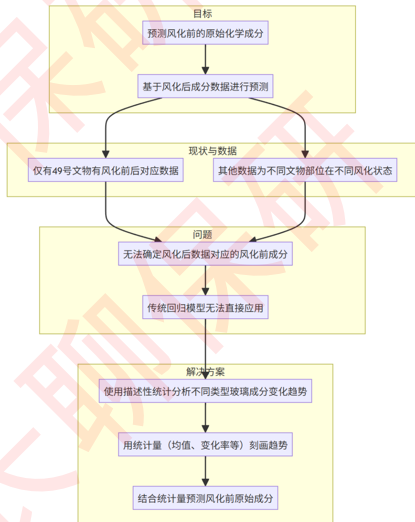 目标
预测风化前的原始化学成分
基于风化后成分数据进行预测
现状与数据
仅有49号文物有风化前后对应数据
其他数据为不同文物部位在不同风化状态
问题
无法确定风化后数据对应的风化前成分
传统回归模型无法直接应用
解决方案
使用描述性统计分析不同类型玻璃成分变化趋势
用统计量（均值、变化率等）刻画趋势
结合统计量预测风化前原始成分
保研
长聊保研